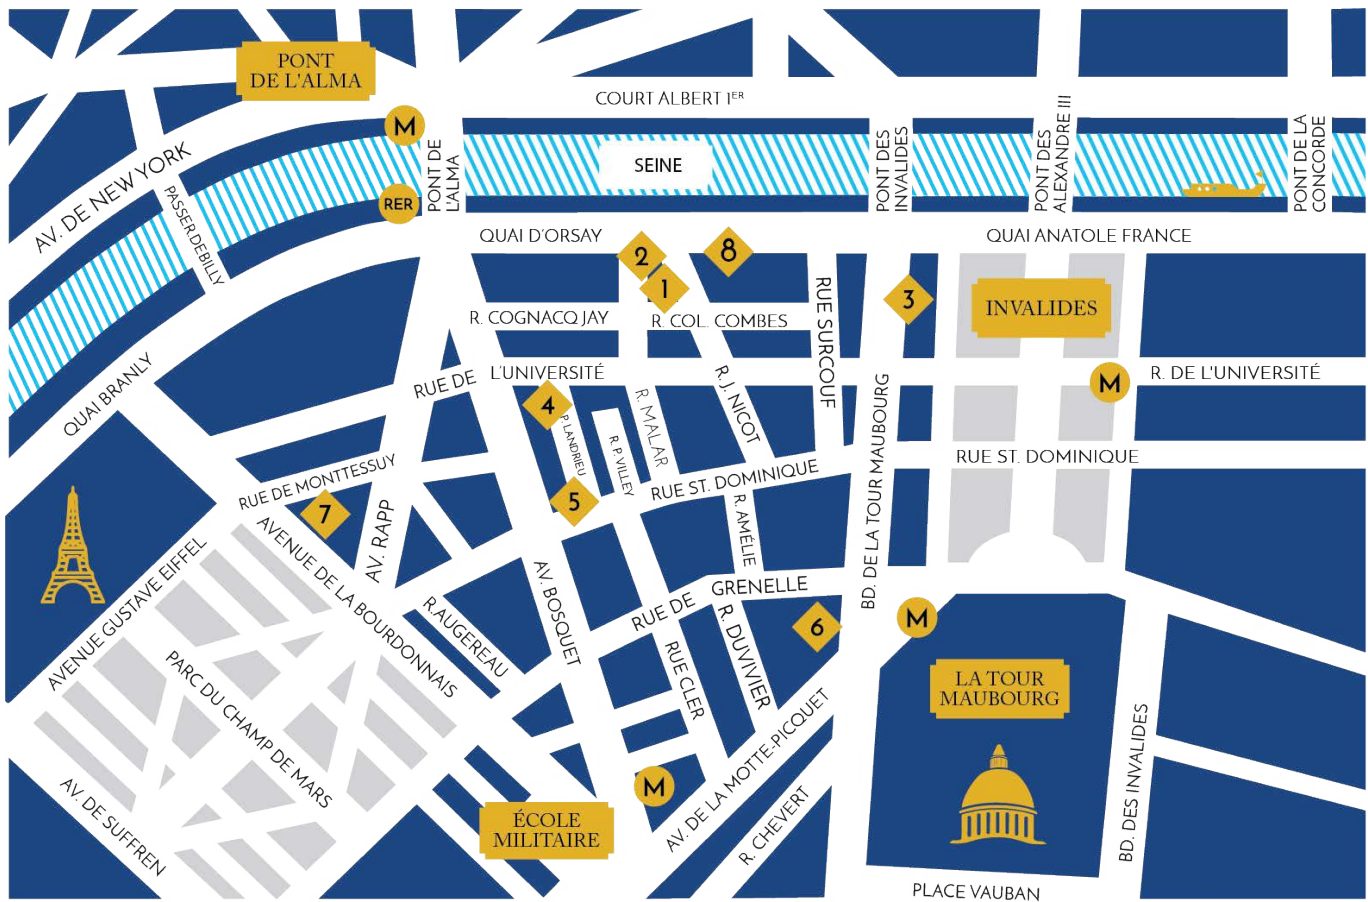 PONT
DE L'ALMA
COURT ALBERT 1ER
M
AV. DE NEW YORK
PASSER.DEBILLY
RER
PONT DE
L'ALMA
SEINE
PONT DES
INVALIDES
PONT DES
ALEXANDRE III
PONT DE LA
CONCORDE
QUAI D'ORSAY
QUAI ANATOLE FRANCE
2
8
1
3
INVALIDES
R. COGNACQ JAY
R. COL. COMBES
RUE SURCOUF
QUAI BRANLY
RUE DE
L'UNIVERSITÉ
M
R. DE L'UNIVERSITÉ
4
P. LANDRIEU
R. P. VILLEY
R. MALAR
R. J. NICOT
BD. DE LA TOUR MAUBOURG
RUE ST. DOMINIQUE
RUE ST. DOMINIQUE
RUE DE MONTTESSUY
7
5
AV. RAPP
R. AMÉLIE
AVENUE GUSTAVE EIFFEL
AVENUE DE LA BOURDONNAIS
R.AUGEREAU
AV. BOSQUET
RUE DE
GRENELLE
6
M
PARC DU CHAMP DE MARS
RUE CLER
R. DUVIVIER
LA TOUR
MAUBOURG
AV. DE SUFFREN
ÉCOLE
MILITAIRE
M
AV. DE LA MOTTE-PICQUET
R. CHEVERT
BD. DES INVALIDES
PLACE VAUBAN